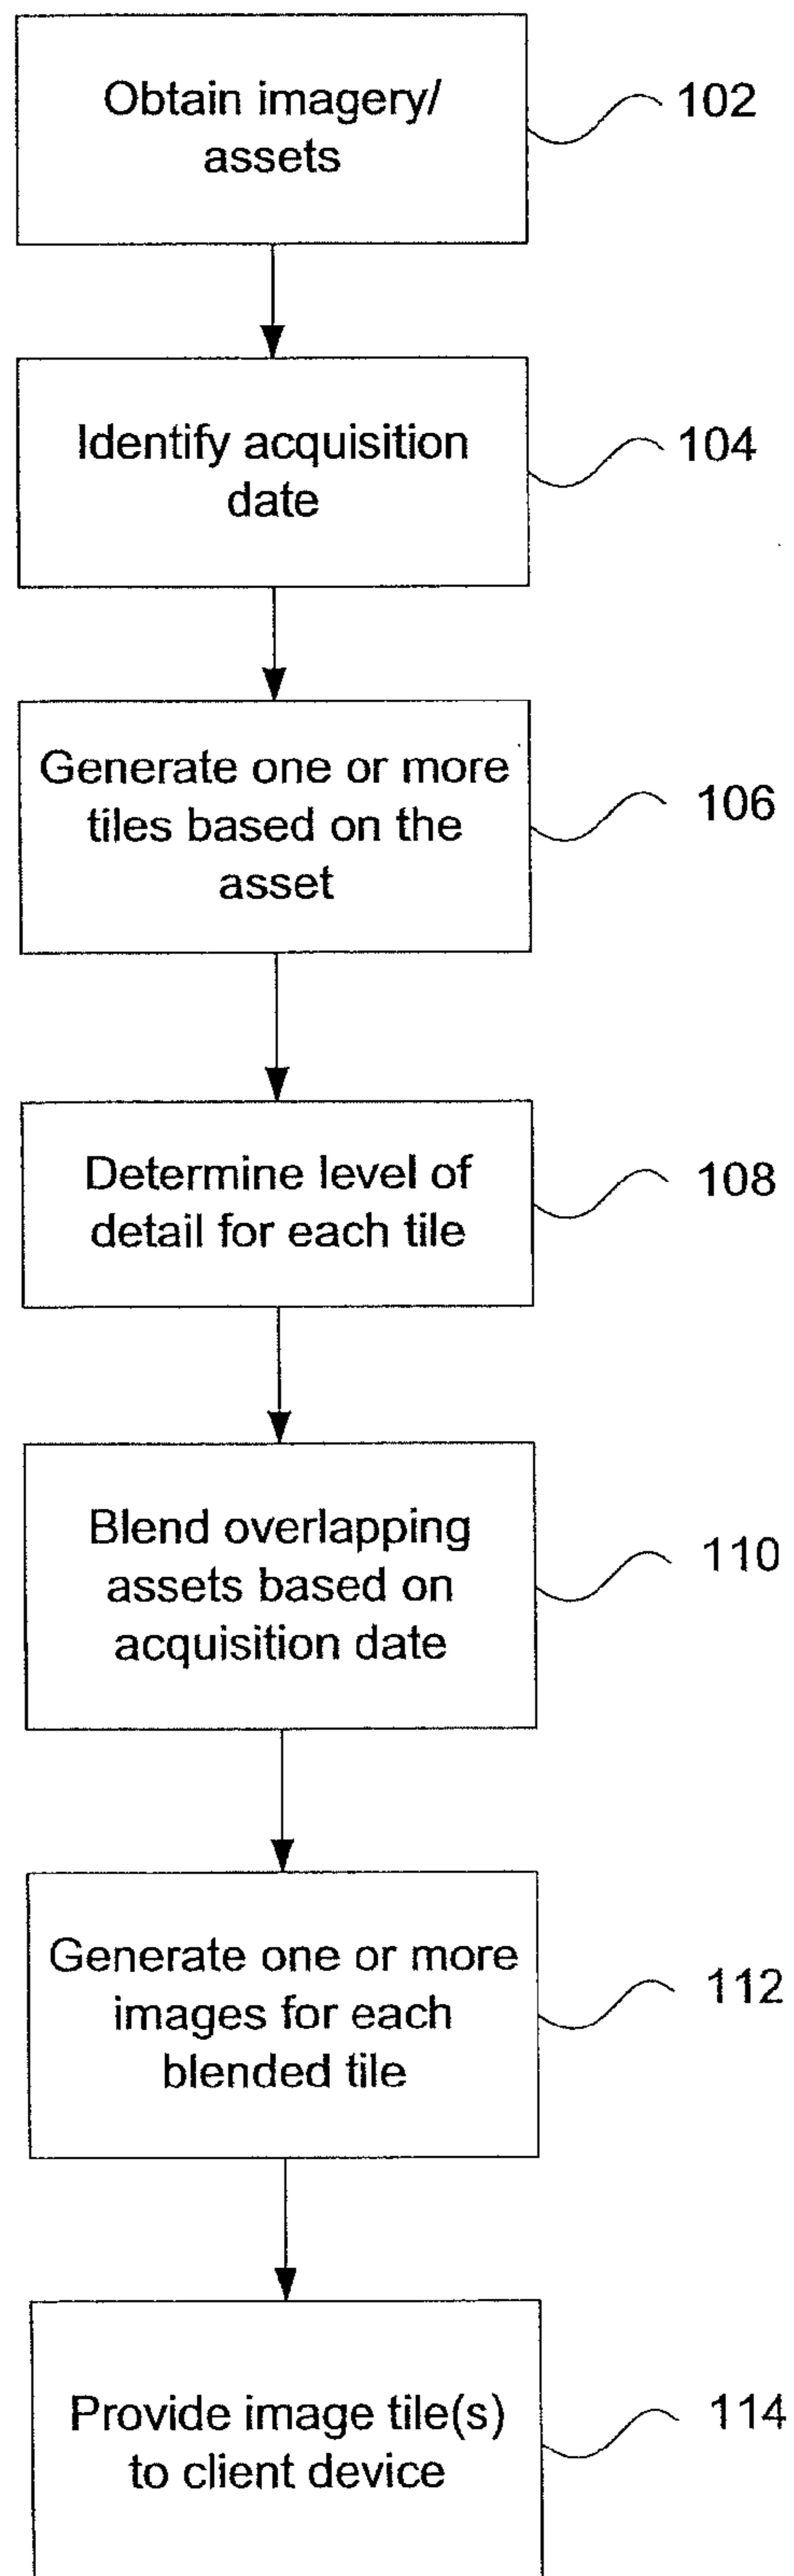 Obtain imagery/
assets
102
Identify acquisition
date
104
Generate one or more
tiles based on the
asset
106
Determine level of
detail for each tile
108
Blend overlapping
assets based on
acquisition date
110
Generate one or more
images for each
blended tile
112
Provide image tile(s)
to client device
114